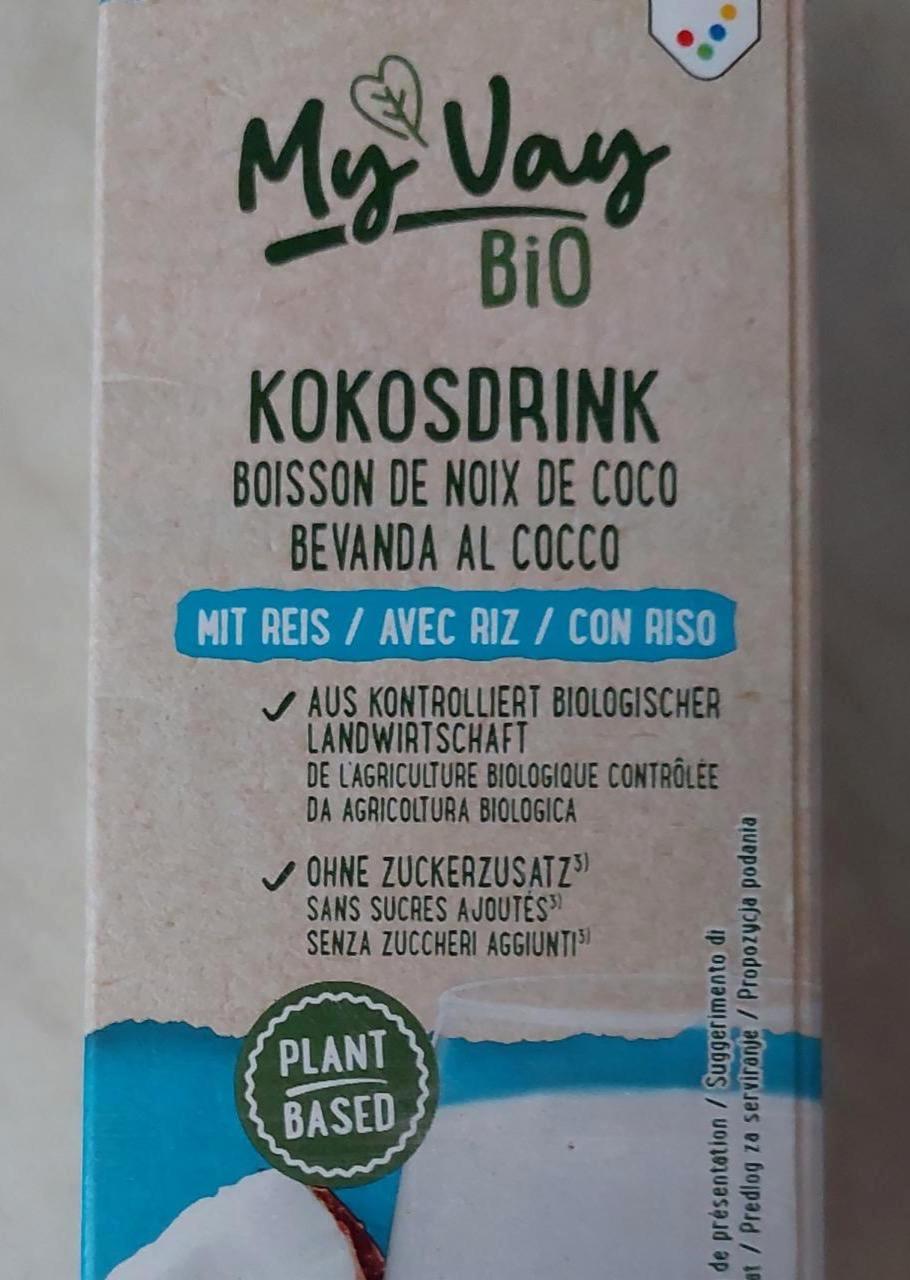 My Vay
BiO
KOKOSDRINK
BOISSON DE NOIX DE COCO
BEVANDA AL COCCO
MIT REIS / AVEC RIZ / CON RISO
AUS KONTROLLIERT BIOLOGISCHER
LANDWIRTSCHAFT
DE L'AGRICULTURE BIOLOGIQUE CONTRÔLÉE
DA AGRICOLTURA BIOLOGICA
OHNE ZUCKERZUSATZ³⁾
SANS SUCRES AJOUTÉS³⁾
SENZA ZUCCHERI AGGIUNTI³⁾
PLANT
BASED
de présentation / Suggerimento di
/ Predlog za serviranje / Propozycja podania